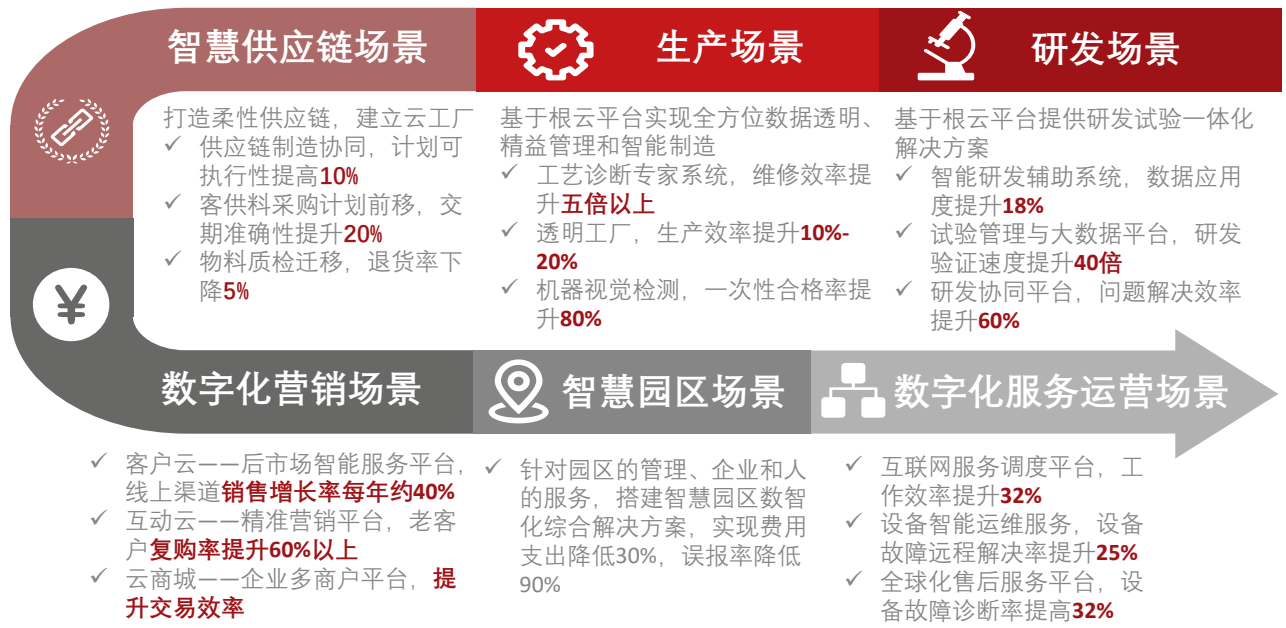 智慧供应链场景
打造柔性供应链，建立云工厂
✓ 供应链制造协同，计划可
执行性提高10%
✓ 客供料采购计划前移，交
期准确性提升20%
✓ 物料质检迁移，退货率下
降5%
生产场景
基于根云平台实现全方位数据透明、
精益管理和智能制造
✓ 工艺诊断专家系统，维修效率提
升五倍以上
✓ 透明工厂，生产效率提升10%-
20%
✓ 机器视觉检测，一次性合格率提
升80%
研发场景
基于根云平台提供研发试验一体化
解决方案
✓ 智能研发辅助系统，数据应用
度提升18%
✓ 试验管理与大数据平台，研发
验证速度提升40倍
✓ 研发协同平台，问题解决效率
提升60%
¥
数字化营销场景
✓ 客户云——后市场智能服务平台，
线上渠道销售增长率每年约40%
✓ 互动云——精准营销平台，老客
户复购率提升60%以上
✓ 云商城——企业多商户平台，提
升交易效率
智慧园区场景
✓ 针对园区的管理、企业和人
的服务，搭建智慧园区数智
化综合解决方案，实现费用
支出降低30%，误报率降低
90%
数字化服务运营场景
✓ 互联网服务调度平台，工
作效率提升32%
✓ 设备智能运维服务，设备
故障远程解决率提升25%
✓ 全球化售后服务平台，设
备故障诊断率提高32%